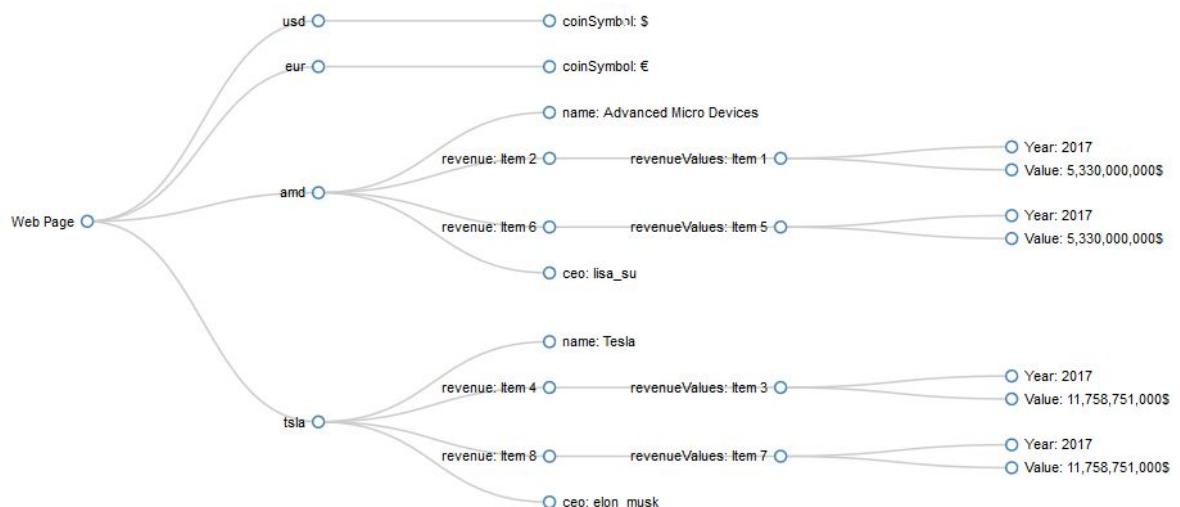 usd
coinSymbol: $
eur
coinSymbol: €
name: Advanced Micro Devices
revenue: Item 2
revenueValues: Item 1
Year: 2017
Value: 5,330,000,000$
amd
Web Page
revenue: Item 6
revenueValues: Item 5
Year: 2017
Value: 5,330,000,000$
ceo: lisa_su
name: Tesla
revenue: Item 4
revenueValues: Item 3
Year: 2017
Value: 11,758,751,000$
tsla
revenue: Item 8
revenueValues: Item 7
Year: 2017
Value: 11,758,751,000$
ceo: elon_musk